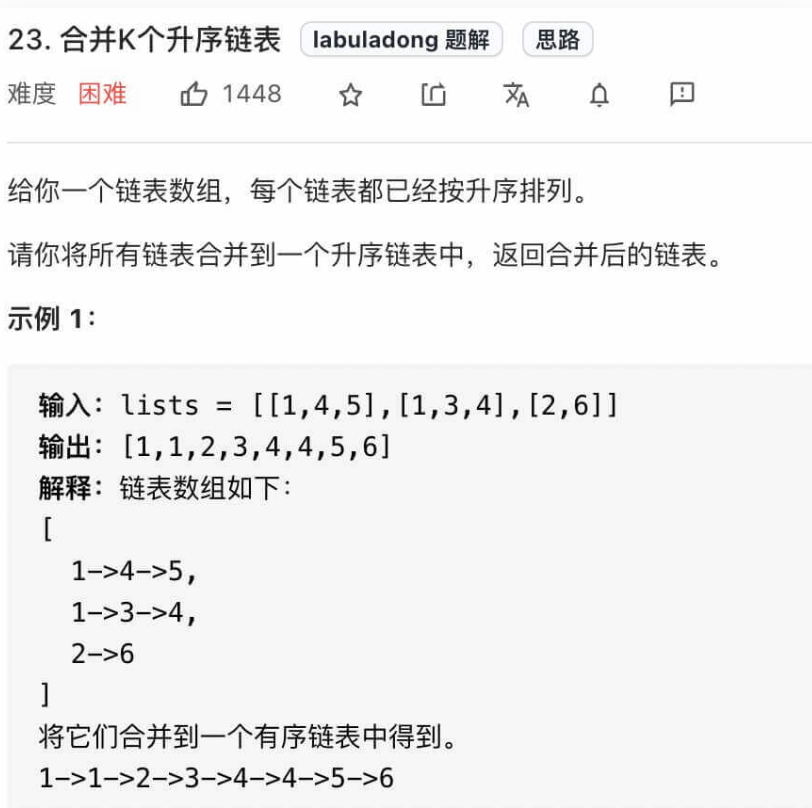 23. 合并K个升序链表 labuladong 题解 思路
难度 困难 1448
给你一个链表数组，每个链表都已经按升序排列。
请你将所有链表合并到一个升序链表中，返回合并后的链表。
示例 1：
输入：lists = [[1,4,5],[1,3,4],[2,6]]
输出：[1,1,2,3,4,4,5,6]
解释：链表数组如下：
[
  1->4->5,
  1->3->4,
  2->6
]
将它们合并到一个有序链表中得到。
1->1->2->3->4->4->5->6